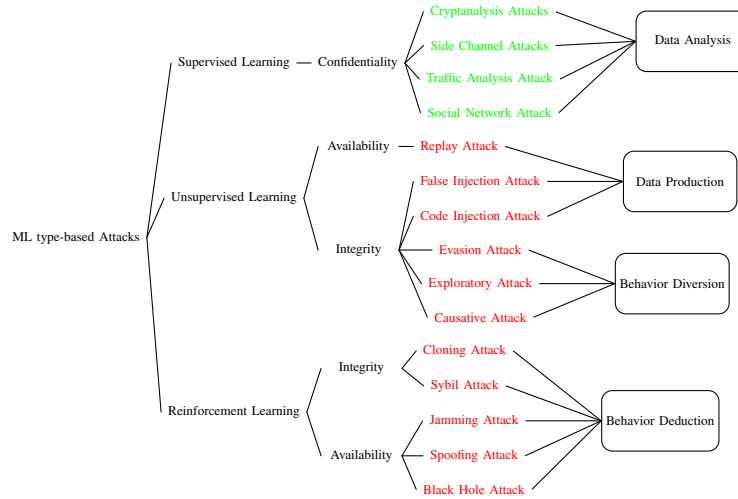 Cryptanalysis Attacks
Data Analysis
Side Channel Attacks
Supervised Learning
Confidentiality
Traffic Analysis Attack
Social Network Attack
Availability
Replay Attack
False Injection Attack
Data Production
Unsupervised Learning
Code Injection Attack
ML type-based Attacks
Integrity
Evasion Attack
Exploratory Attack
Behavior Diversion
Causative Attack
Cloning Attack
Integrity
Sybil Attack
Reinforcement Learning
Jamming Attack
Behavior Deduction
Availability
Spoofing Attack
Black Hole Attack